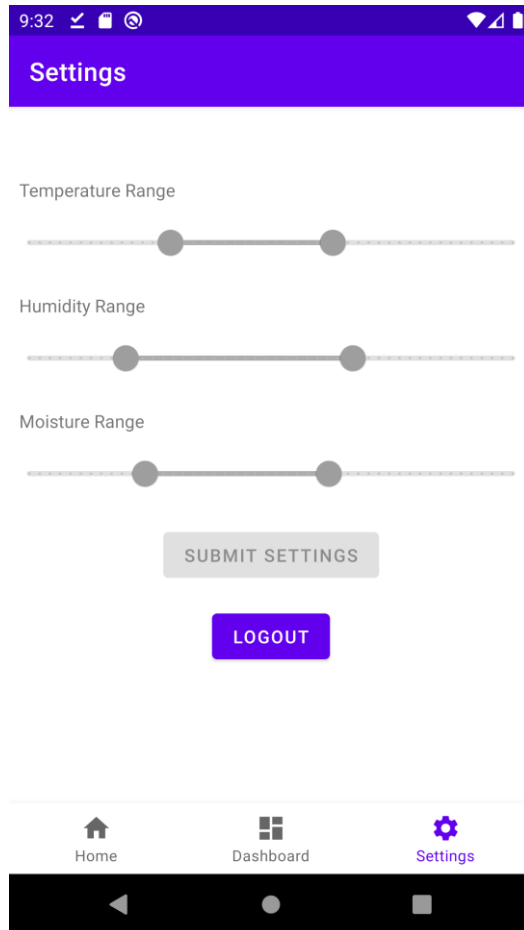 9:32
Settings
Temperature Range
Humidity Range
Moisture Range
SUBMIT SETTINGS
LOGOUT
Home Dashboard Settings